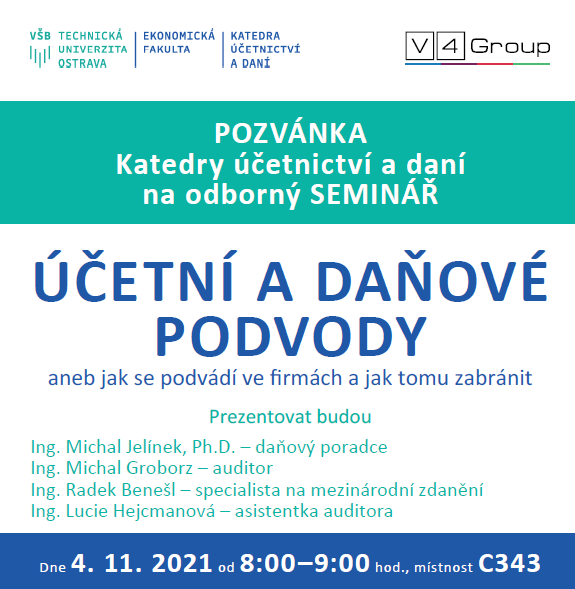 VŠB TECHNICKÁ
UNIVERZITA
OSTRAVA
EKONOMICKÁ
FAKULTA
KATEDRA
ÚČETNICTVÍ
A DANÍ
V4 Group
POZVÁNKA
Katedry účetnictví a daní
na odborný SEMINÁŘ
ÚČETNÍ A DAŇOVÉ
PODVODY
aneb jak se podvádí ve firmách a jak tomu zabránit
Prezentovat budou
Ing. Michal Jelínek, Ph.D. – daňový poradce
Ing. Michal Groborz – auditor
Ing. Radek Benešl – specialista na mezinárodní zdanění
Ing. Lucie Hejcmanová – asistentka auditora
Dne 4. 11. 2021 od 8:00–9:00 hod., místnost C343